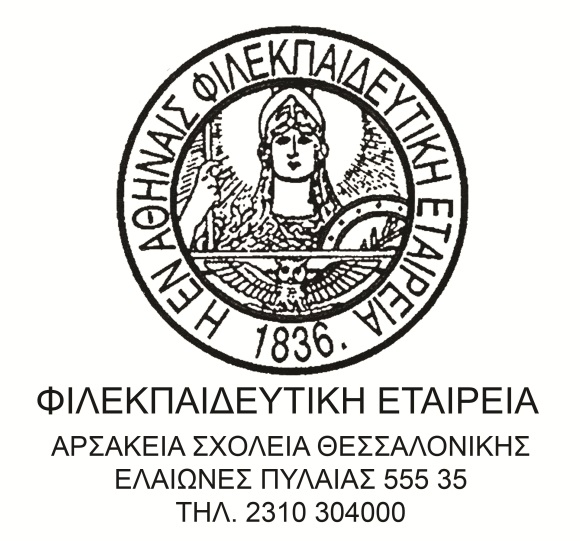 Η ΕΝ ΑΘΗΝΑΙΣ ΦΙΛΕΚΠΑΙΔΕΥΤΙΚΗ ΕΤΑΙΡΕΙΑ
1836.
ΦΙΛΕΚΠΑΙΔΕΥΤΙΚΗ ΕΤΑΙΡΕΙΑ
ΑΡΣΑΚΕΙΑ ΣΧΟΛΕΙΑ ΘΕΣΣΑΛΟΝΙΚΗΣ
ΕΛΑΙΩΝΕΣ ΠΥΛΑΙΑΣ 555 35
ΤΗΛ. 2310 304000